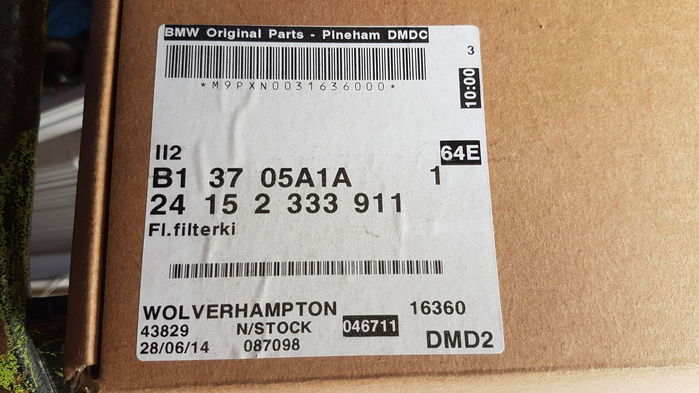 BMW Original Parts - Pineham DMDC
3
*M9PXN0031636000*
10:00
II2
64E
B1 37 05A1A 1
24 15 2 333 911
Fl.filterki
WOLVERHAMPTON 16360
43829 N/STOCK 046711
28/06/14 087098 DMD2